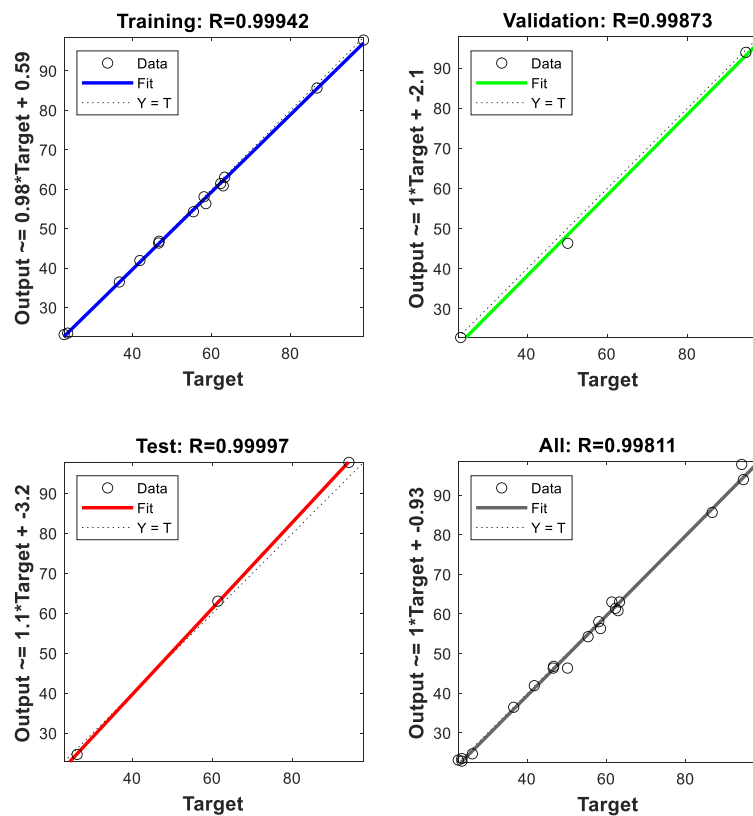 Training: R=0.99942
Output ~= 0.98*Target + 0.59
90
80
70
60
50
40
30
Data
Fit
Y = T
40
60
80
Target
Validation: R=0.99873
Output ~= 1*Target + -2.1
90
80
70
60
50
40
30
Data
Fit
Y = T
40
60
80
Target
Test: R=0.99997
Output ~= 1.1*Target + -3.2
90
80
70
60
50
40
30
Data
Fit
Y = T
40
60
80
Target
All: R=0.99811
Output ~= 1*Target + -0.93
90
80
70
60
50
40
30
Data
Fit
Y = T
40
60
80
Target